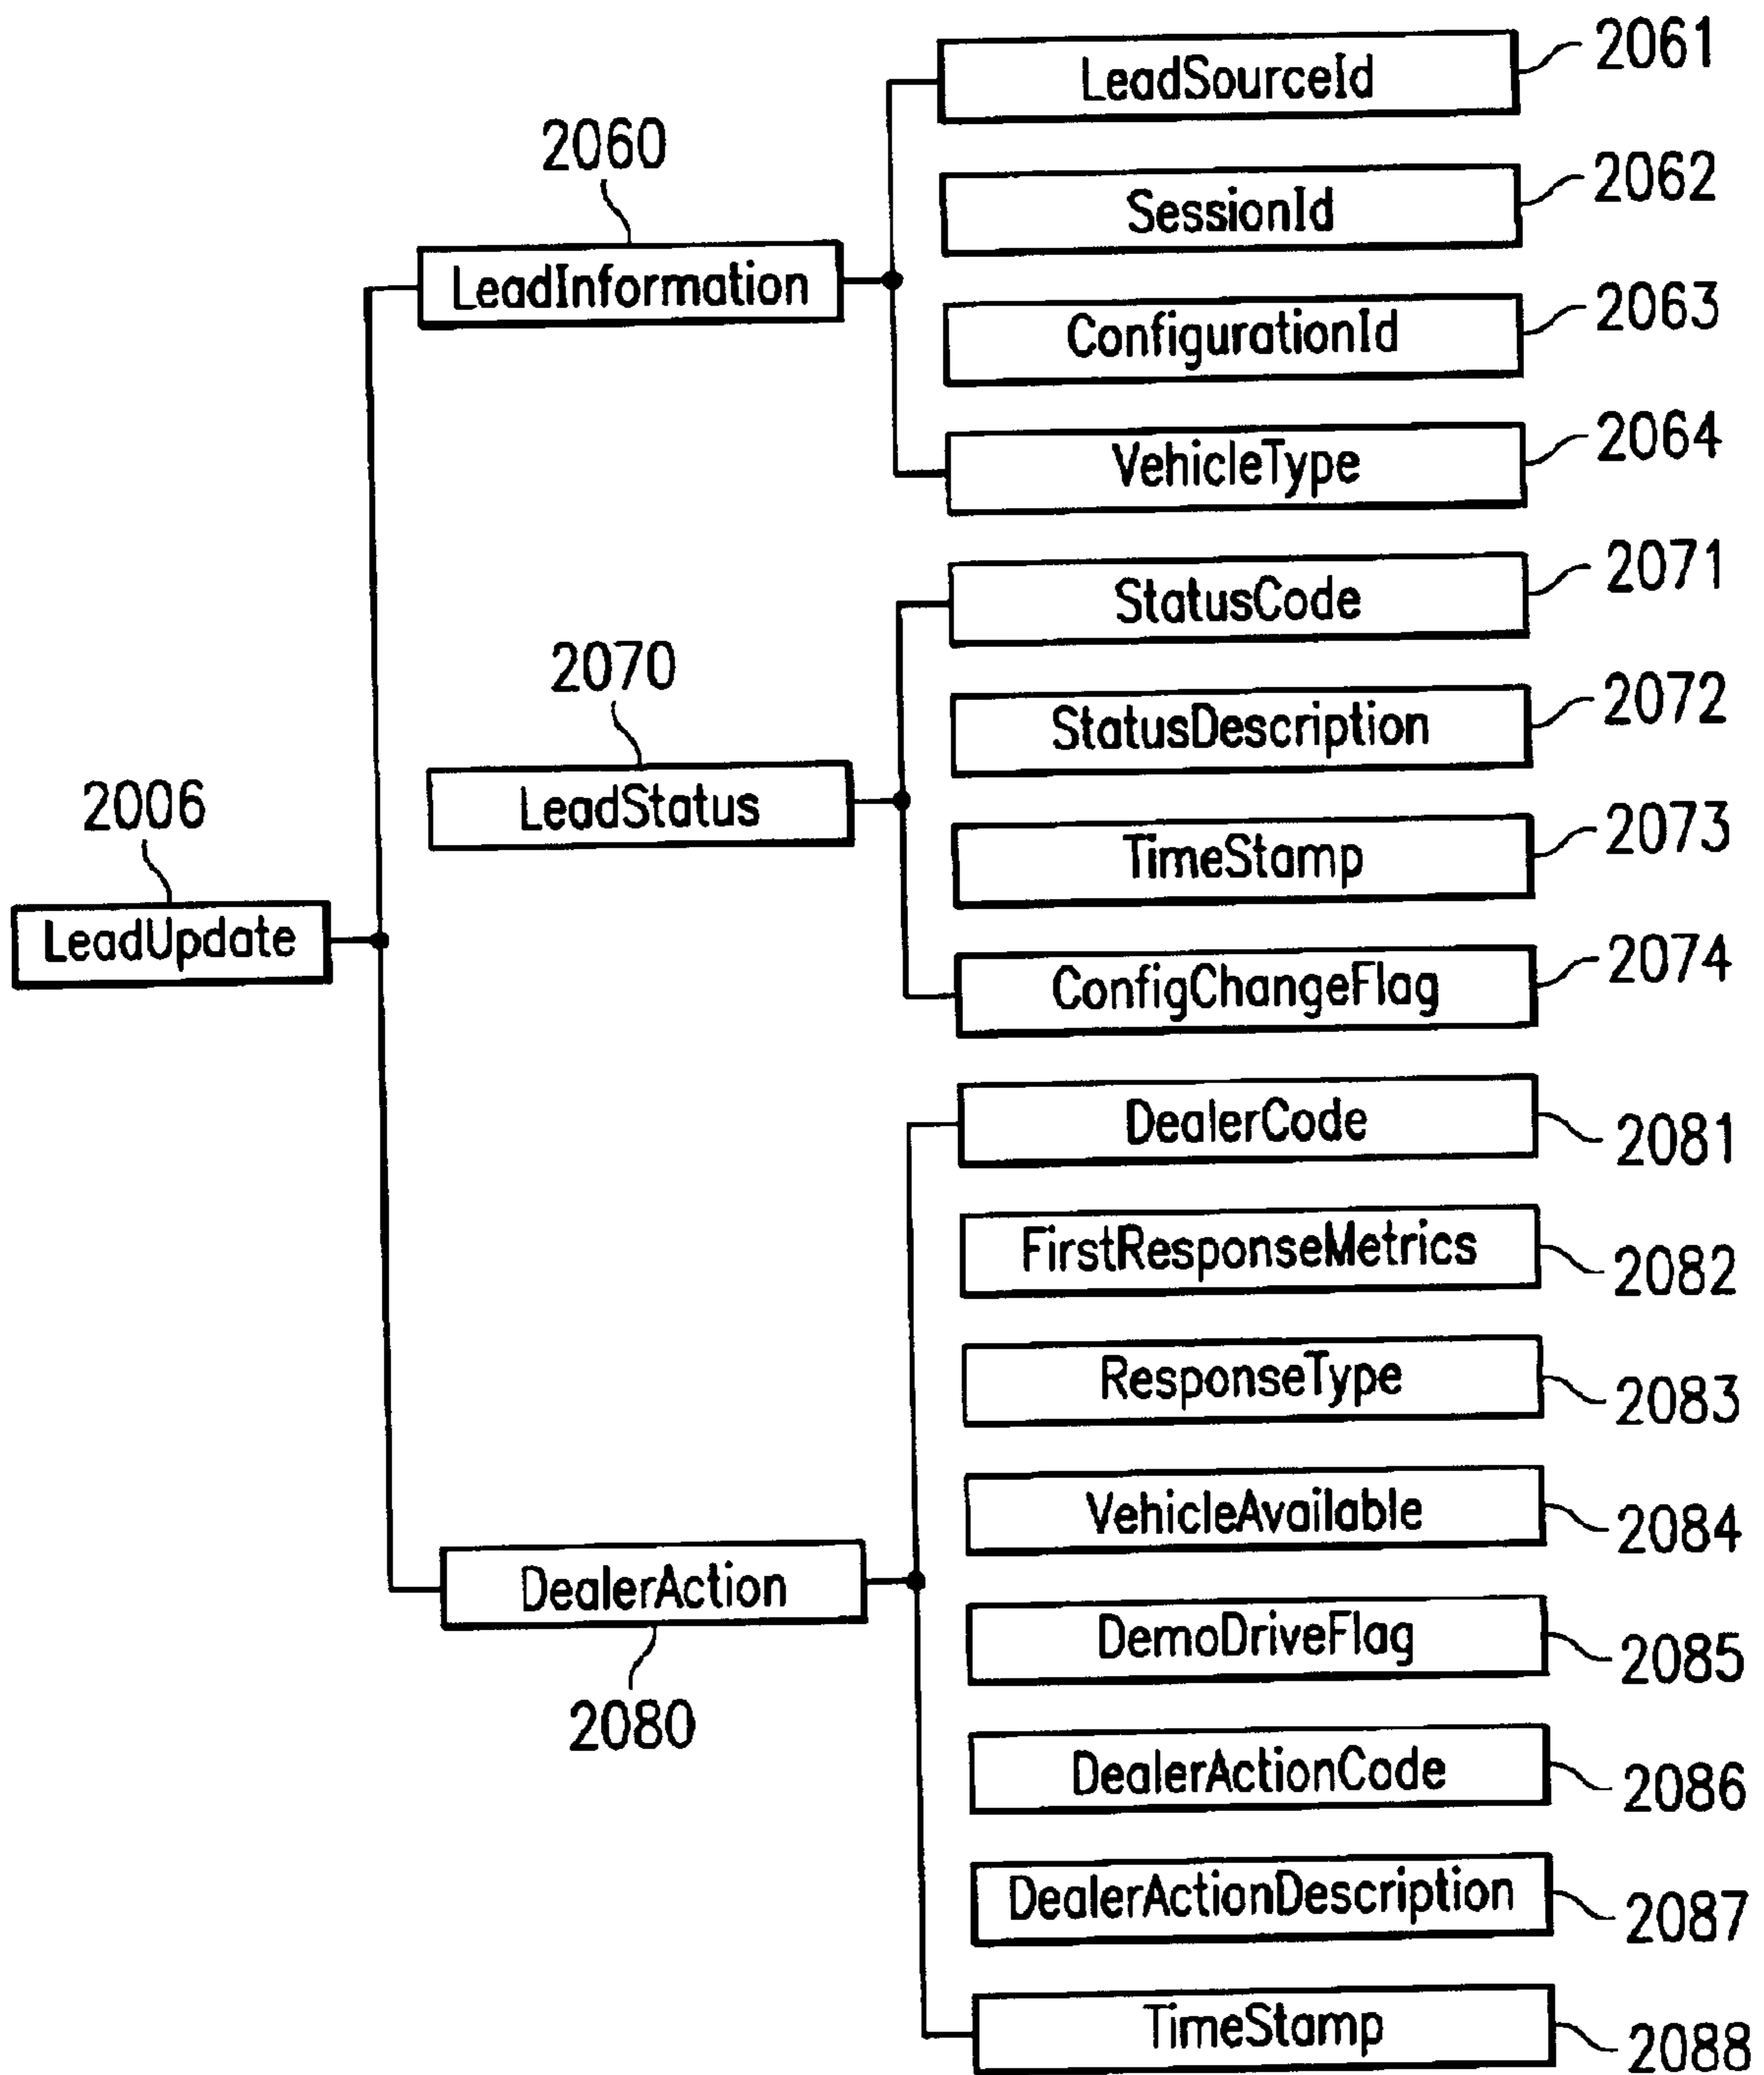 2061
LeadSourceId
2060
2062
SessionId
LeadInformation
2063
ConfigurationId
2064
VehicleType
2071
StatusCode
2070
2072
StatusDescription
LeadStatus
2073
TimeStamp
2006
LeadUpdate
2074
ConfigChangeFlag
DealerCode
2081
FirstResponseMetrics
2082
ResponseType
2083
VehicleAvailable
2084
DealerAction
2080
DemoDriveFlag
2085
DealerActionCode
2086
DealerActionDescription
2087
TimeStamp
2088